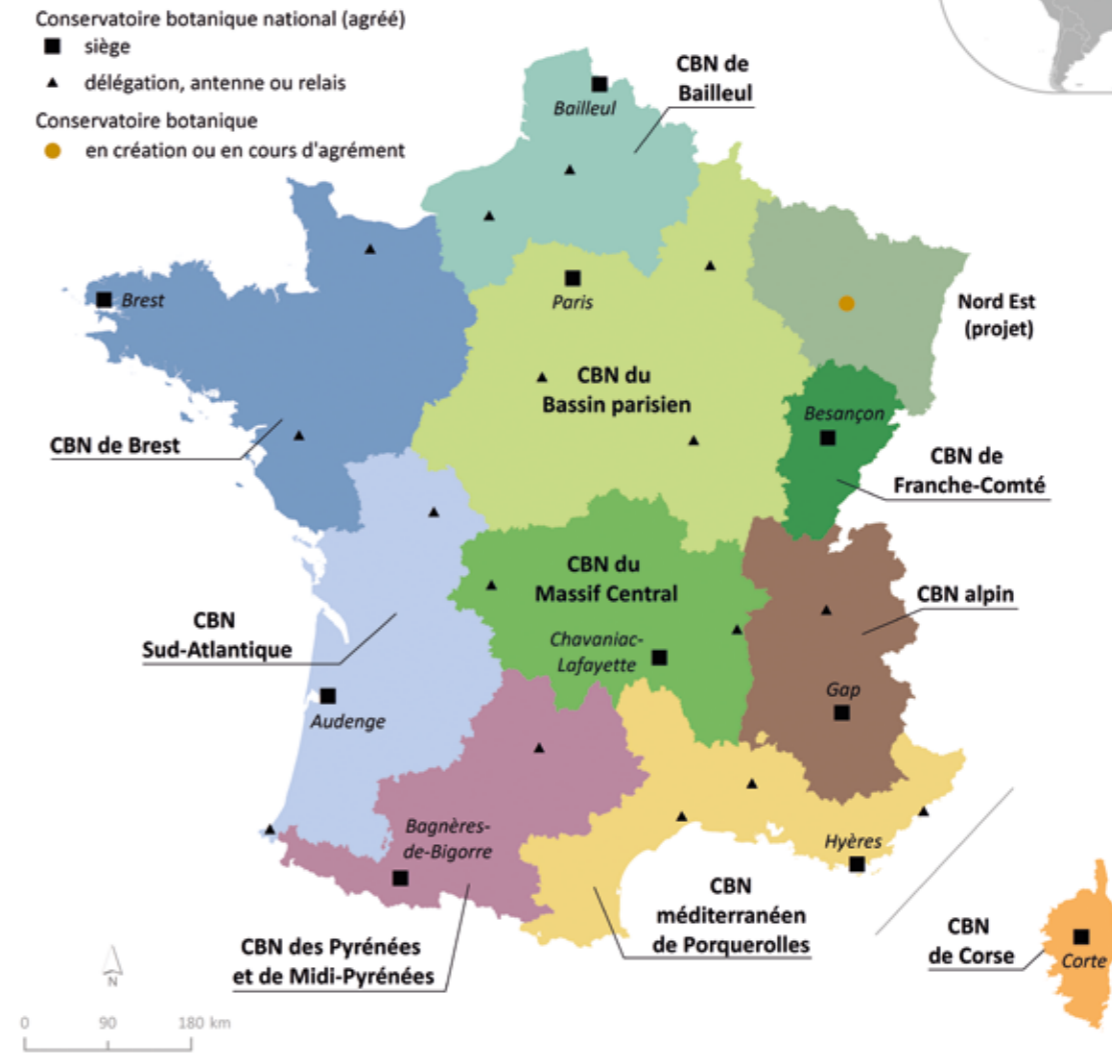 Conservatoire botanique national (agréé)
siège
délégation, antenne ou relais
Conservatoire botanique
en création ou en cours d'agrément
CBN de
Bailleul
Bailleul
Brest
Paris
Nord Est
(projet)
CBN du
Bassin parisien
Besançon
CBN de Brest
CBN de
Franche-Comté
CBN du
Massif Central
CBN alpin
CBN
Sud-Atlantique
Chavaniac-
Lafayette
Gap
Audenge
Bagnères-
de-Bigorre
Hyères
CBN
méditerranéen
de Porquerolles
CBN
de Corse
Corte
CBN des Pyrénées
et de Midi-Pyrénées
N
0 90 180 km